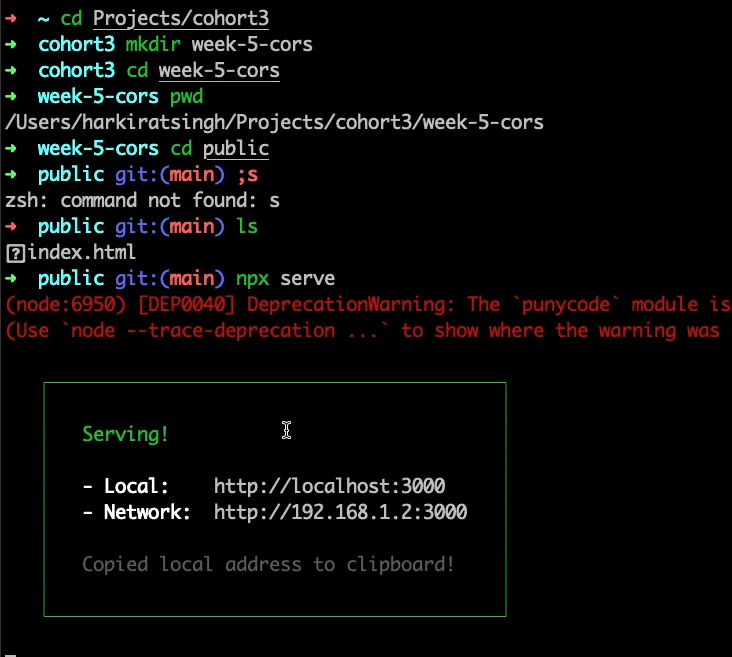 ➜  ~ cd Projects/cohort3
➜  cohort3 mkdir week-5-cors
➜  cohort3 cd week-5-cors
➜  week-5-cors pwd
/Users/harkiratsingh/Projects/cohort3/week-5-cors
➜  week-5-cors cd public
➜  public git:(main) ;s
zsh: command not found: s
➜  public git:(main) ls
index.html
➜  public git:(main) npx serve
(node:6950) [DEP0040] DeprecationWarning: The `punycode` module is
(Use `node --trace-deprecation ...` to show where the warning was
Serving!
- Local:    http://localhost:3000
- Network:  http://192.168.1.2:3000
Copied local address to clipboard!